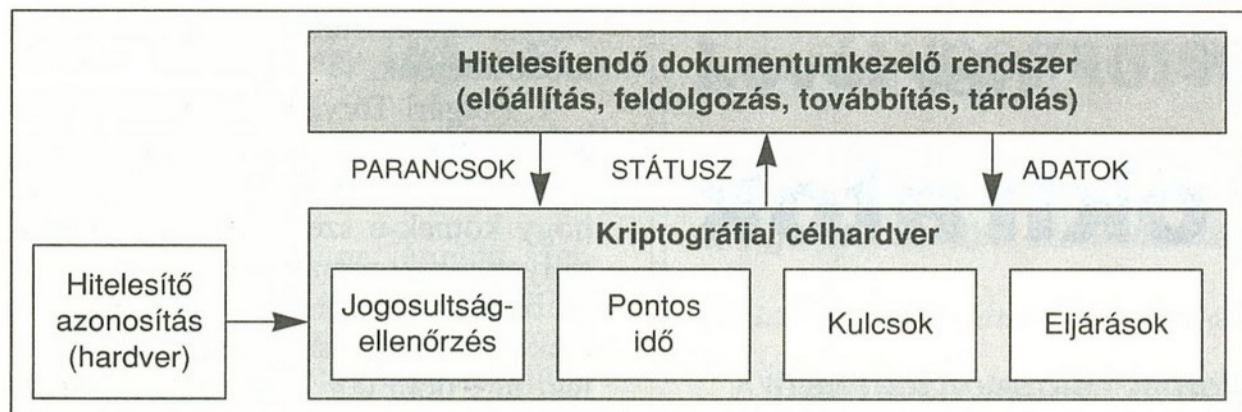 Hitelesítendő dokumentumkezelő rendszer
(előállítás, feldolgozás, továbbítás, tárolás)
PARANCSOK STÁTUSZ ADATOK
Kriptográfiai célhardver
Hitelesítő
azonosítás
(hardver)
Jogosultság-
ellenőrzés
Pontos
idő
Kulcsok
Eljárások